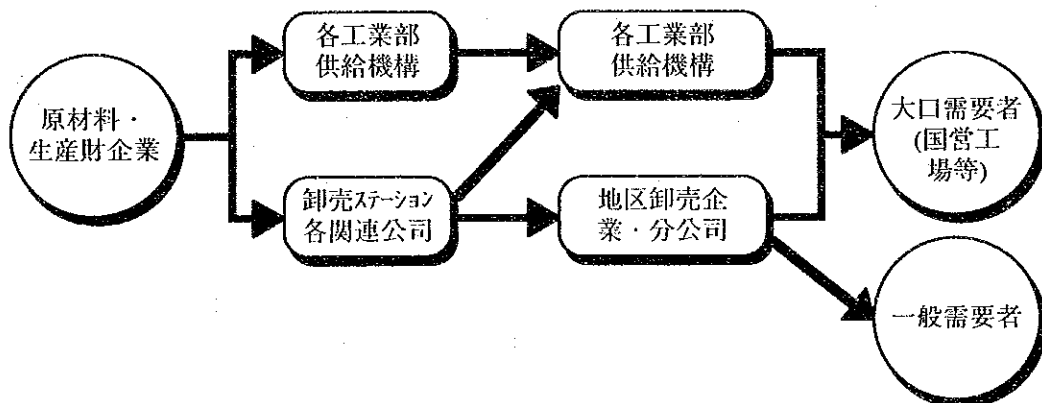 原材料・
生産財企業
各工業部
供給機構
卸売ステーション
各関連公司
各工業部
供給機構
地区卸売企
業・分公司
大口需要者
(国営工
場等)
一般需要者